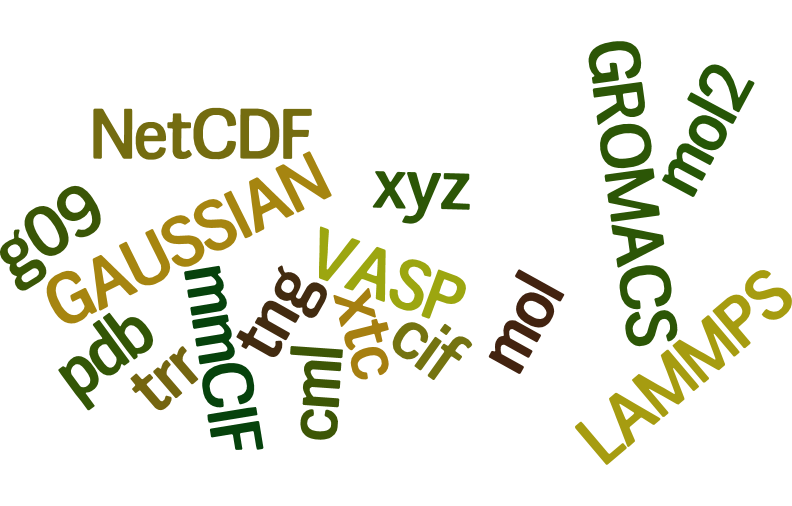 NetCDF
GROMACS
mol2
xyz
g09
GAUSSIAN
VASP
mmCIF
tng
xtc
mol
LAMMPS
pdb
trr
cml
cif